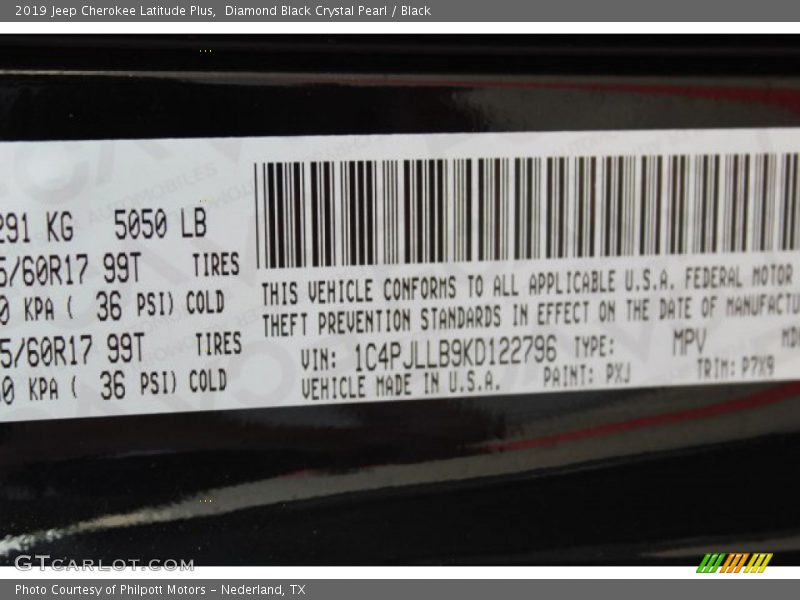 2019 Jeep Cherokee Latitude Plus,  Diamond Black Crystal Pearl / Black
291 KG   5050 LB
5/60R17 99T   TIRES
0 KPA ( 36 PSI) COLD
5/60R17 99T   TIRES
0 KPA ( 36 PSI) COLD
THIS VEHICLE CONFORMS TO ALL APPLICABLE U.S.A. FEDERAL MOTOR
THEFT PREVENTION STANDARDS IN EFFECT ON THE DATE OF MANUFACTU
VIN: 1C4PJLLB9KD122796 TYPE:   MPV   MD
VEHICLE MADE IN U.S.A.   PAINT: PXJ   TRIM: P7X9
GTCARLOT.COM
Photo Courtesy of Philpott Motors - Nederland, TX